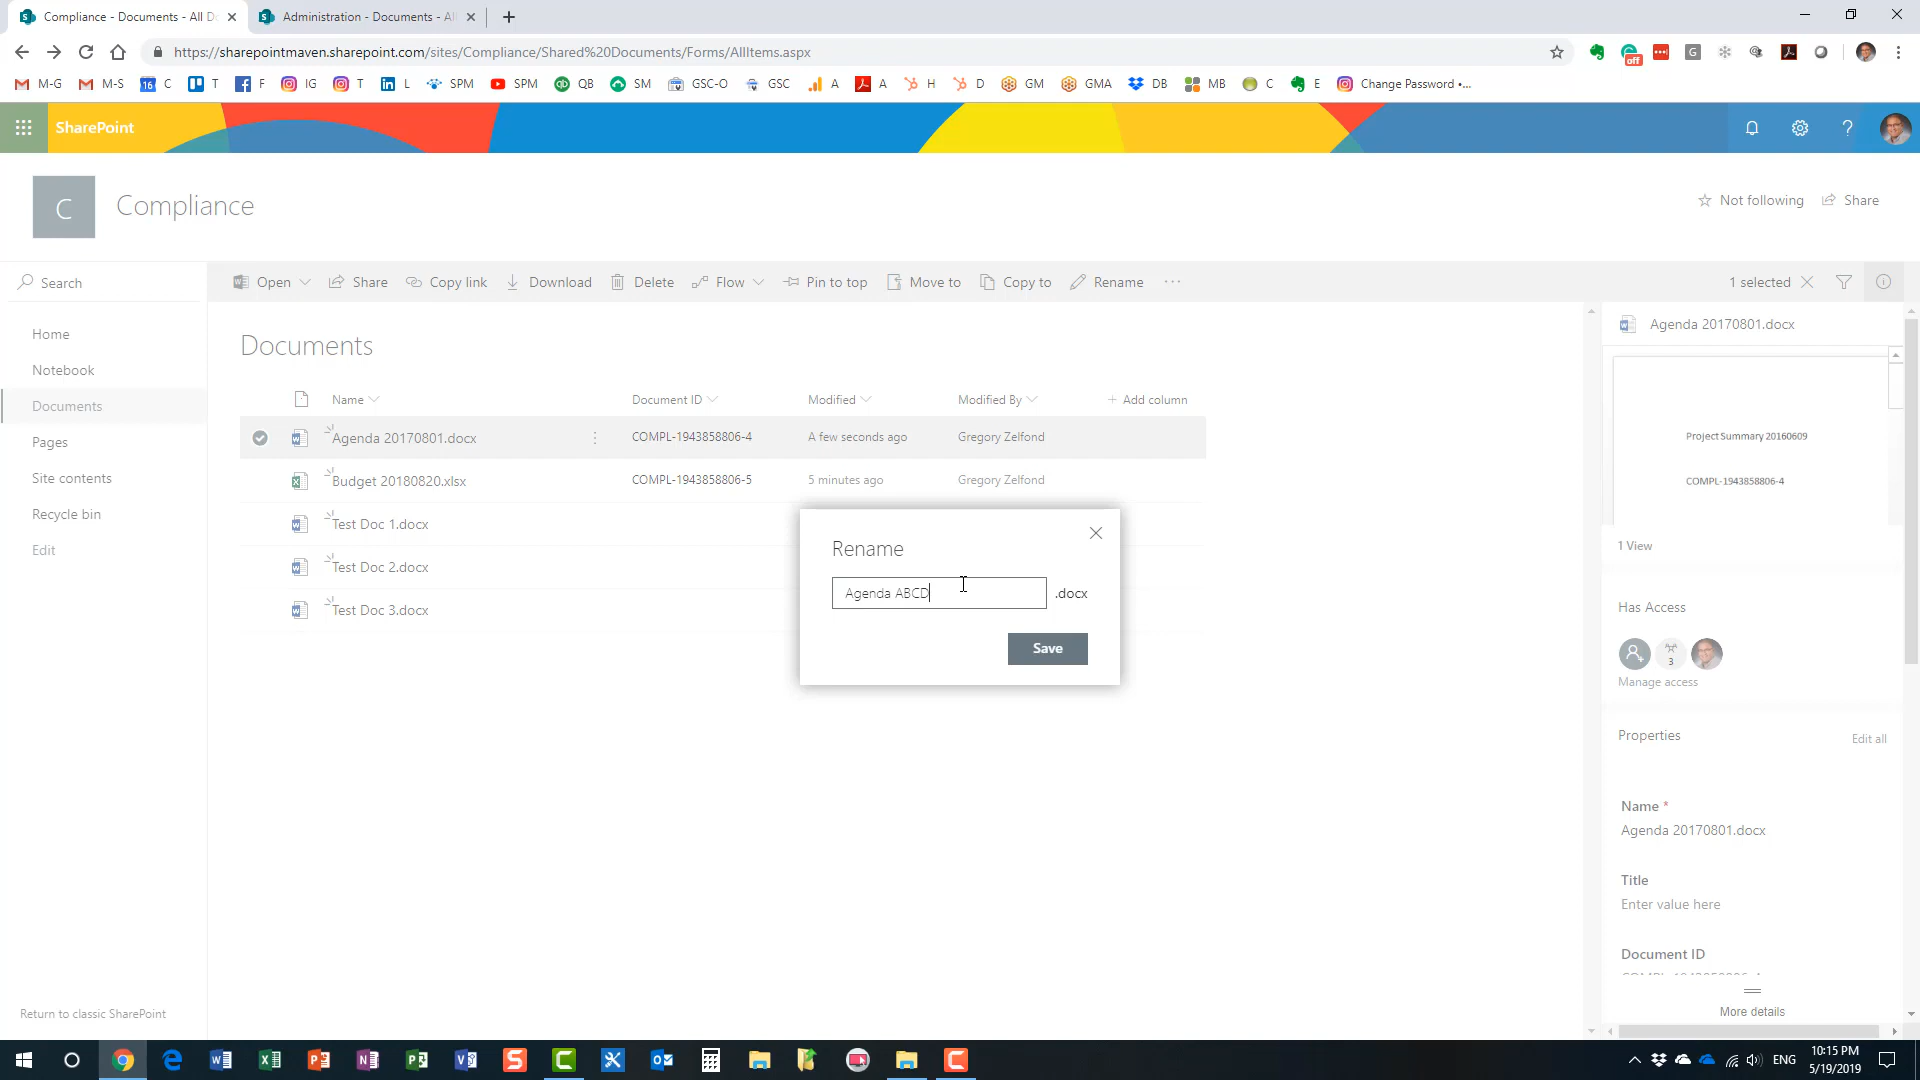 Compliance - Documents - All D
Administration - Documents - All
https://sharepointmaven.sharepoint.com/sites/Compliance/Shared%20Documents/Forms/AllItems.aspx
off
G
M-G
M-S
16
C
T
F
IG
T
L
SPM
SPM
QB
SM
GSC-O
GSC
A
A
H
D
GM
GMA
DB
MB
C
E
Change Password •...
SharePoint
?
C
Compliance
Not following
Share
Search
Open
Share
Copy link
Download
Delete
Flow
Pin to top
Move to
Copy to
Rename
...
1 selected
Home
Notebook
Documents
Pages
Site contents
Recycle bin
Edit
Return to classic SharePoint
Documents
Name
Document ID
Modified
Modified By
+ Add column
Agenda 20170801.docx
COMPL-1943858806-4
A few seconds ago
Gregory Zelfond
Budget 20180820.xlsx
COMPL-1943858806-5
5 minutes ago
Gregory Zelfond
Test Doc 1.docx
Test Doc 2.docx
Test Doc 3.docx
Rename
Agenda ABCD
.docx
Save
Agenda 20170801.docx
Project Summary 20160609
COMPL-1943858806-4
1 View
Has Access
3
Manage access
Properties
Edit all
Name *
Agenda 20170801.docx
Title
Enter value here
Document ID
More details
ENG
10:15 PM
5/19/2019